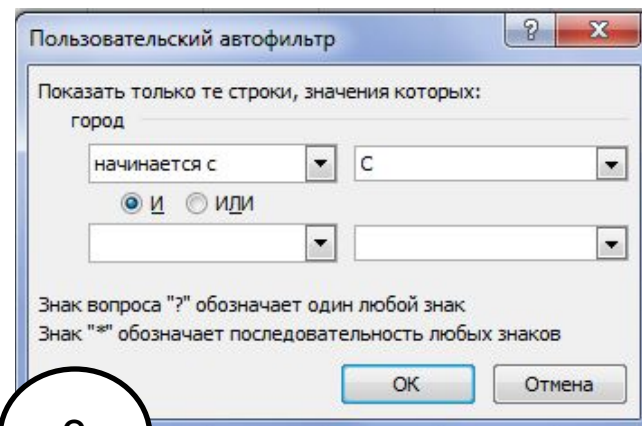 Пользовательский автофильтр
Показать только те строки, значения которых:
город
начинается с С
И ИЛИ
Знак вопроса "?" обозначает один любой знак
Знак "*" обозначает последовательность любых знаков
ОК Отмена